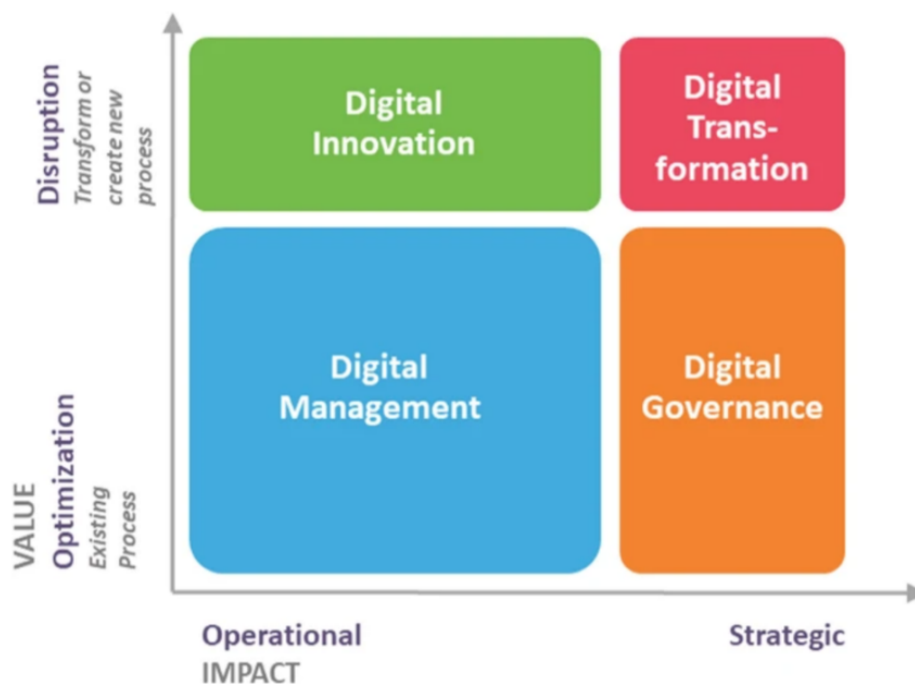 Disruption
Transform or
create new
process
VALUE
Optimization
Existing
Process
Digital
Innovation
Digital
Trans-
formation
Digital
Management
Digital
Governance
Operational
Strategic
IMPACT